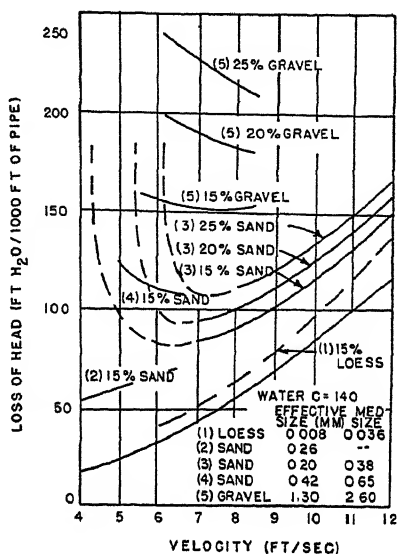 LOSS OF HEAD (FT H2O/1000 FT OF PIPE)
250
200
150
100
50
0
(5) 25% GRAVEL
(5) 20% GRAVEL
(5) 15% GRAVEL
(3) 25% SAND
(3) 20% SAND
(3) 15% SAND
(4) 15% SAND
(2) 15% SAND
(1) 15%
LOESS
WATER C = 140
EFFECTIVE MED
SIZE (MM) SIZE
(1) LOESS 0 008 0 036
(2) SAND 0 26 --
(3) SAND 0 20 0 38
(4) SAND 0 42 0 65
(5) GRAVEL 1.30 2 60
4 5 6 7 8 9 10 11 12
VELOCITY (FT/SEC)